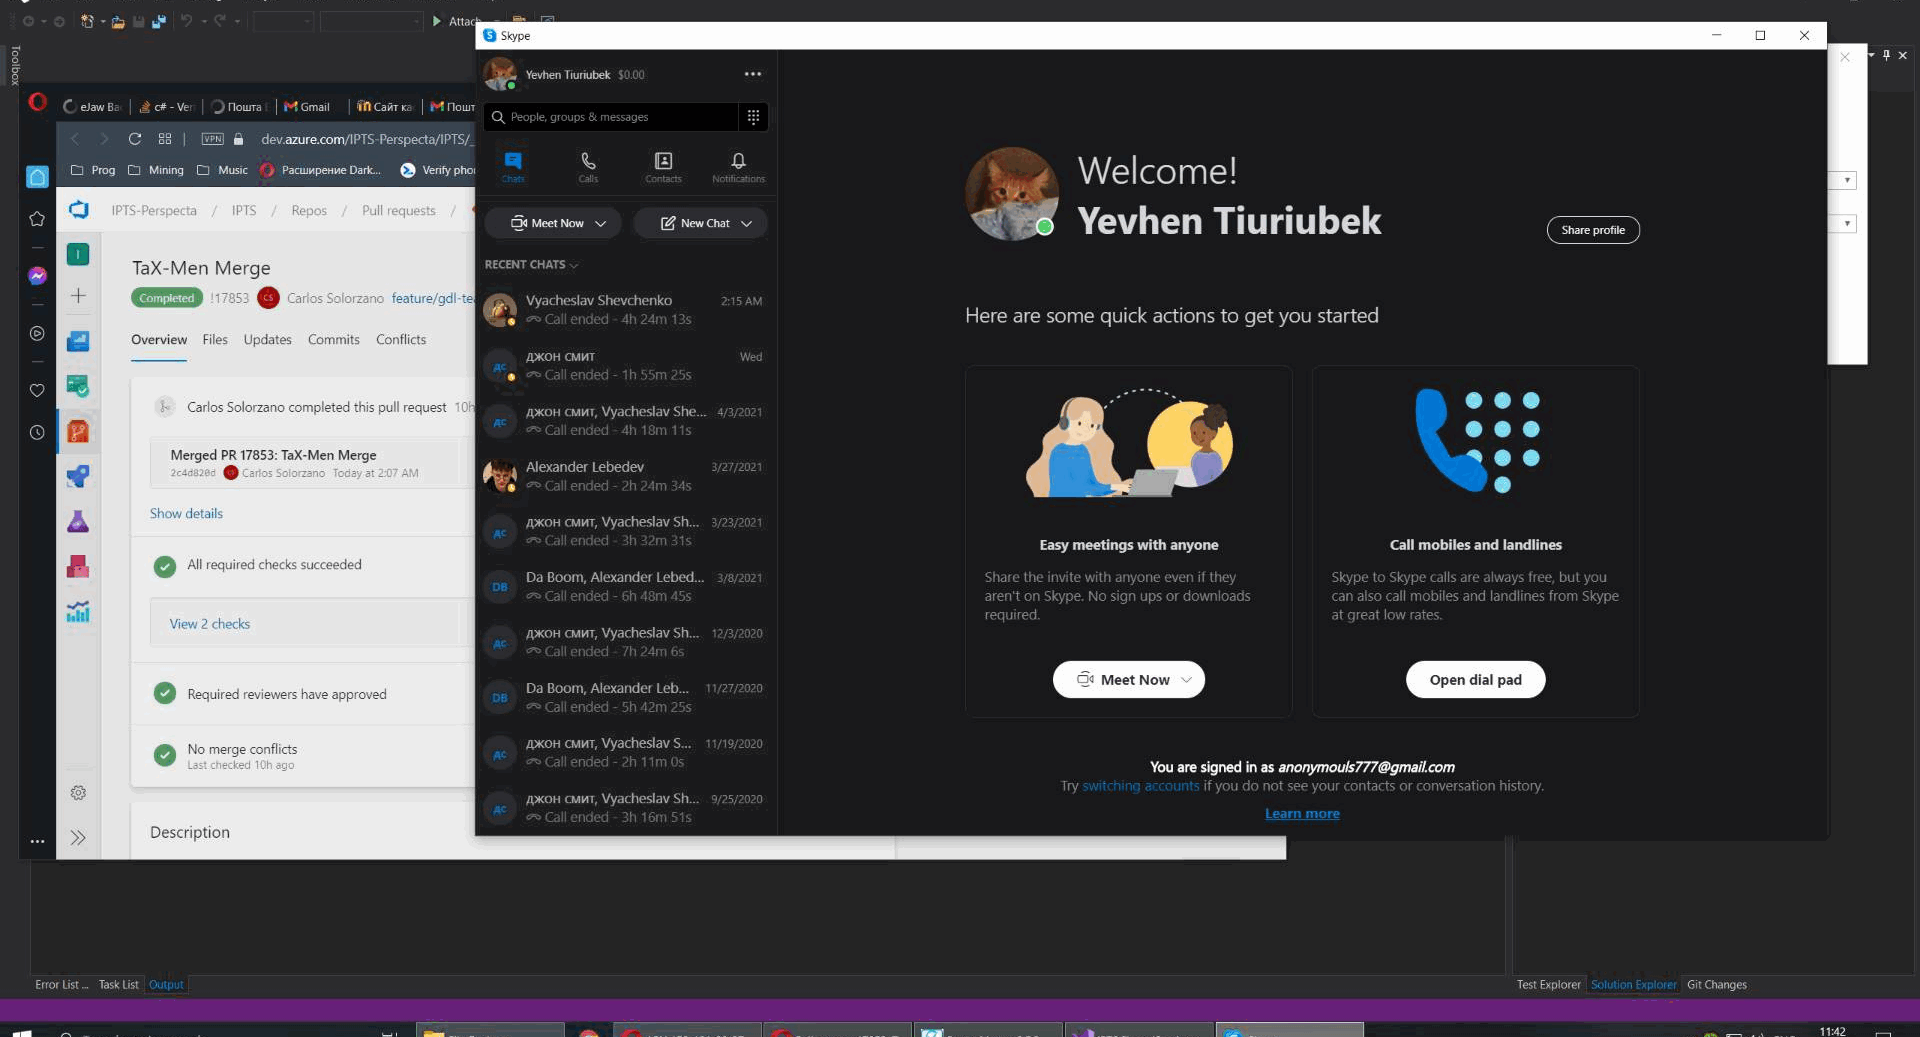 Attach
Toolbox
Skype
Yevhen Tiuriubek $0.00
People, groups & messages
Chats
Calls
Contacts
Notifications
Meet Now
New Chat
RECENT CHATS
Vyacheslav Shevchenko 2:15 AM
Call ended - 4h 24m 13s
джон смит Wed
Call ended - 1h 55m 25s
джон смит, Vyacheslav She... 4/3/2021
Call ended - 4h 18m 11s
Alexander Lebedev 3/27/2021
Call ended - 2h 24m 34s
джон смит, Vyacheslav Sh... 3/23/2021
Call ended - 3h 32m 31s
Da Boom, Alexander Lebed... 3/8/2021
Call ended - 6h 48m 45s
джон смит, Vyacheslav Sh... 12/3/2020
Call ended - 7h 24m 6s
Da Boom, Alexander Leb... 11/27/2020
Call ended - 5h 42m 25s
джон смит, Vyacheslav S... 11/19/2020
Call ended - 2h 11m 0s
джон смит, Vyacheslav Sh... 9/25/2020
Call ended - 3h 16m 51s
Welcome!
Yevhen Tiuriubek
Share profile
Here are some quick actions to get you started
Easy meetings with anyone
Share the invite with anyone even if they
aren't on Skype. No sign ups or downloads
required.
Meet Now
Call mobiles and landlines
Skype to Skype calls are always free, but you
can also call mobiles and landlines from Skype
at great low rates.
Open dial pad
You are signed in as anonymouls777@gmail.com
Try switching accounts if you do not see your contacts or conversation history.
Learn more
eJaw Ba
c# - Ver
Пошта
Gmail
Сайт ка
Пошт
VPN dev.azure.com/IPTS-Perspecta/IPTS/_
Prog Mining Music Расширение Dark... Verify pho
IPTS-Perspecta / IPTS / Repos / Pull requests /
TaX-Men Merge
Completed !17853 CS Carlos Solorzano feature/gdl-te
Overview Files Updates Commits Conflicts
Carlos Solorzano completed this pull request 10h
Merged PR 17853: TaX-Men Merge
2c4d820d Carlos Solorzano Today at 2:07 AM
Show details
All required checks succeeded
View 2 checks
Required reviewers have approved
No merge conflicts
Last checked 10h ago
Description
Error List ... Task List Output
Test Explorer Solution Explorer Git Changes
11:42